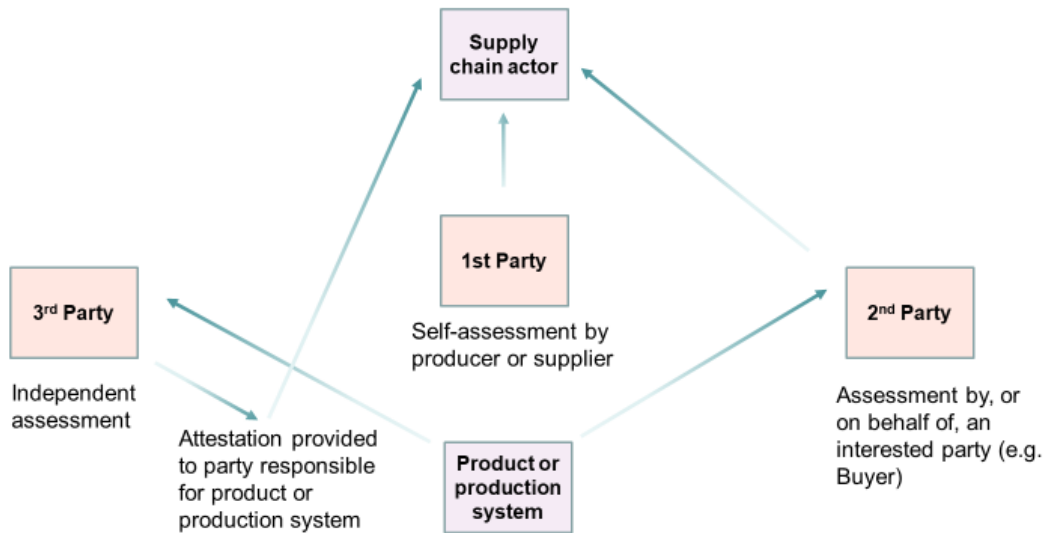 Supply
chain actor
1st Party
Self-assessment by
producer or supplier
3rd Party
Independent
assessment
Attestation provided
to party responsible
for product or
production system
Product or
production
system
2nd Party
Assessment by, or
on behalf of, an
interested party (e.g.
Buyer)